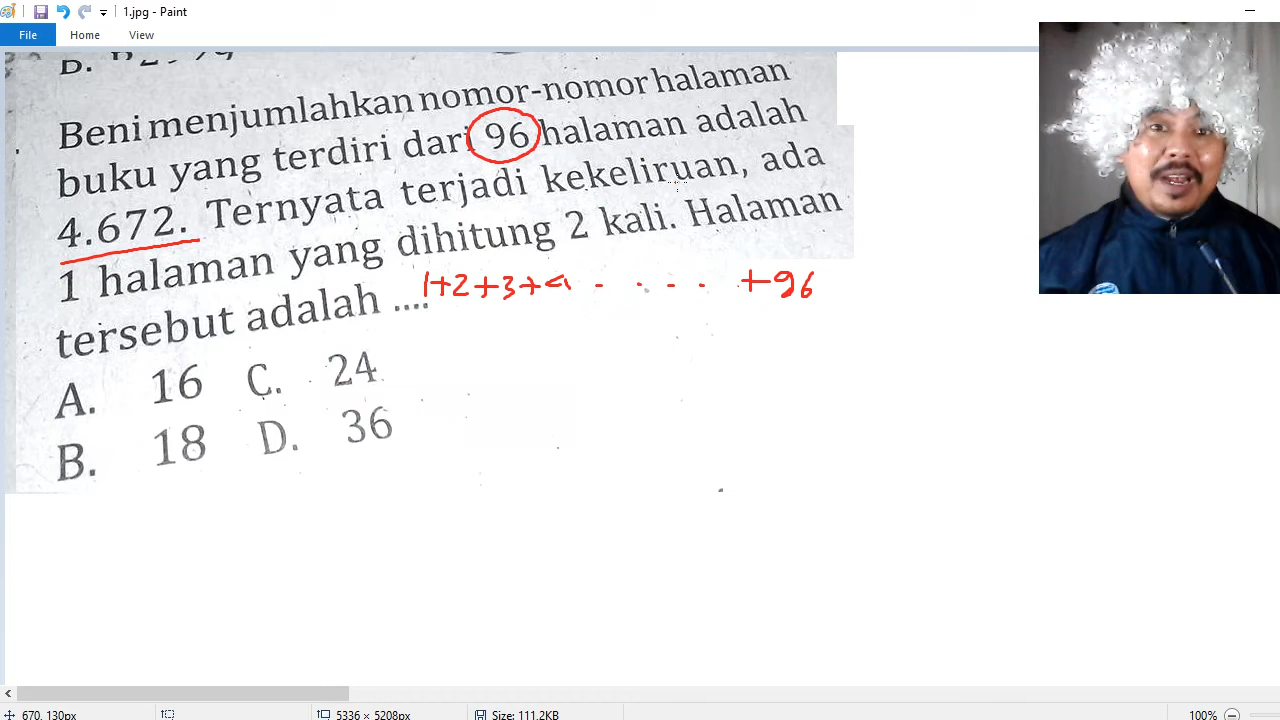 1.jpg - Paint
File Home View
B.
Beni menjumlahkan nomor-nomor halaman
buku yang terdiri dari 96 halaman adalah
4.672. Ternyata terjadi kekeliruan, ada
1 halaman yang dihitung 2 kali. Halaman
tersebut adalah ....
1+2+3+4 - . - . +96
A. 16 C. 24
B. 18 D. 36
670, 130px 5336 × 5208px Size: 111.2KB 100%